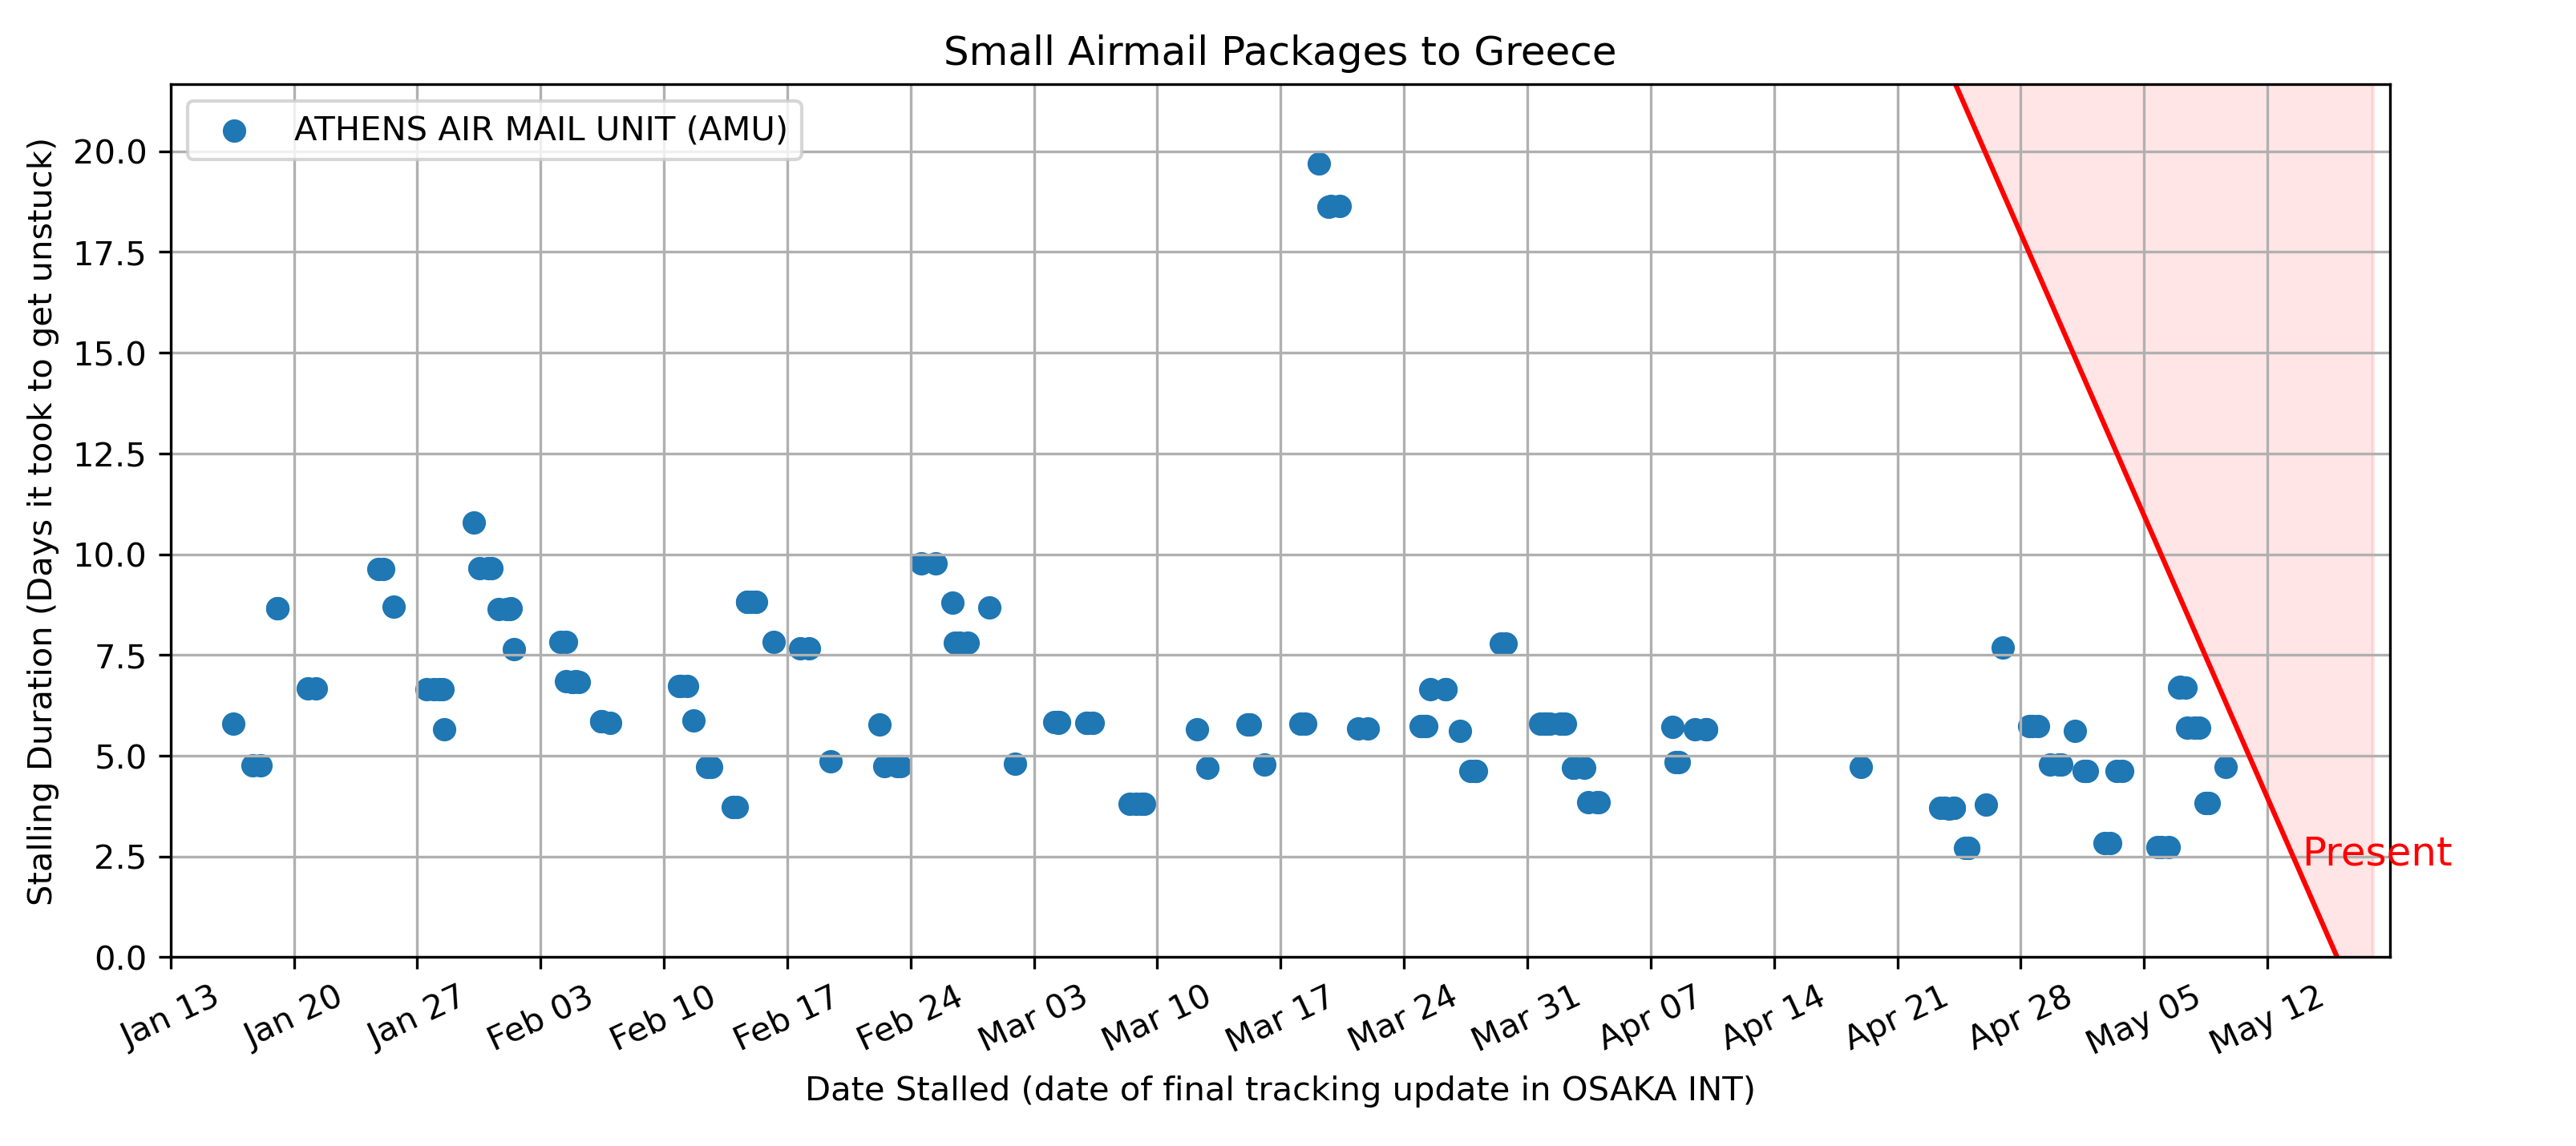 Small Airmail Packages to Greece
ATHENS AIR MAIL UNIT (AMU)
Stalling Duration (Days it took to get unstuck)
20.0
17.5
15.0
12.5
10.0
7.5
5.0
2.5
0.0
Present
Jan 13
Jan 20
Jan 27
Feb 03
Feb 10
Feb 17
Feb 24
Mar 03
Mar 10
Mar 17
Mar 24
Mar 31
Apr 07
Apr 14
Apr 21
Apr 28
May 05
May 12
Date Stalled (date of final tracking update in OSAKA INT)